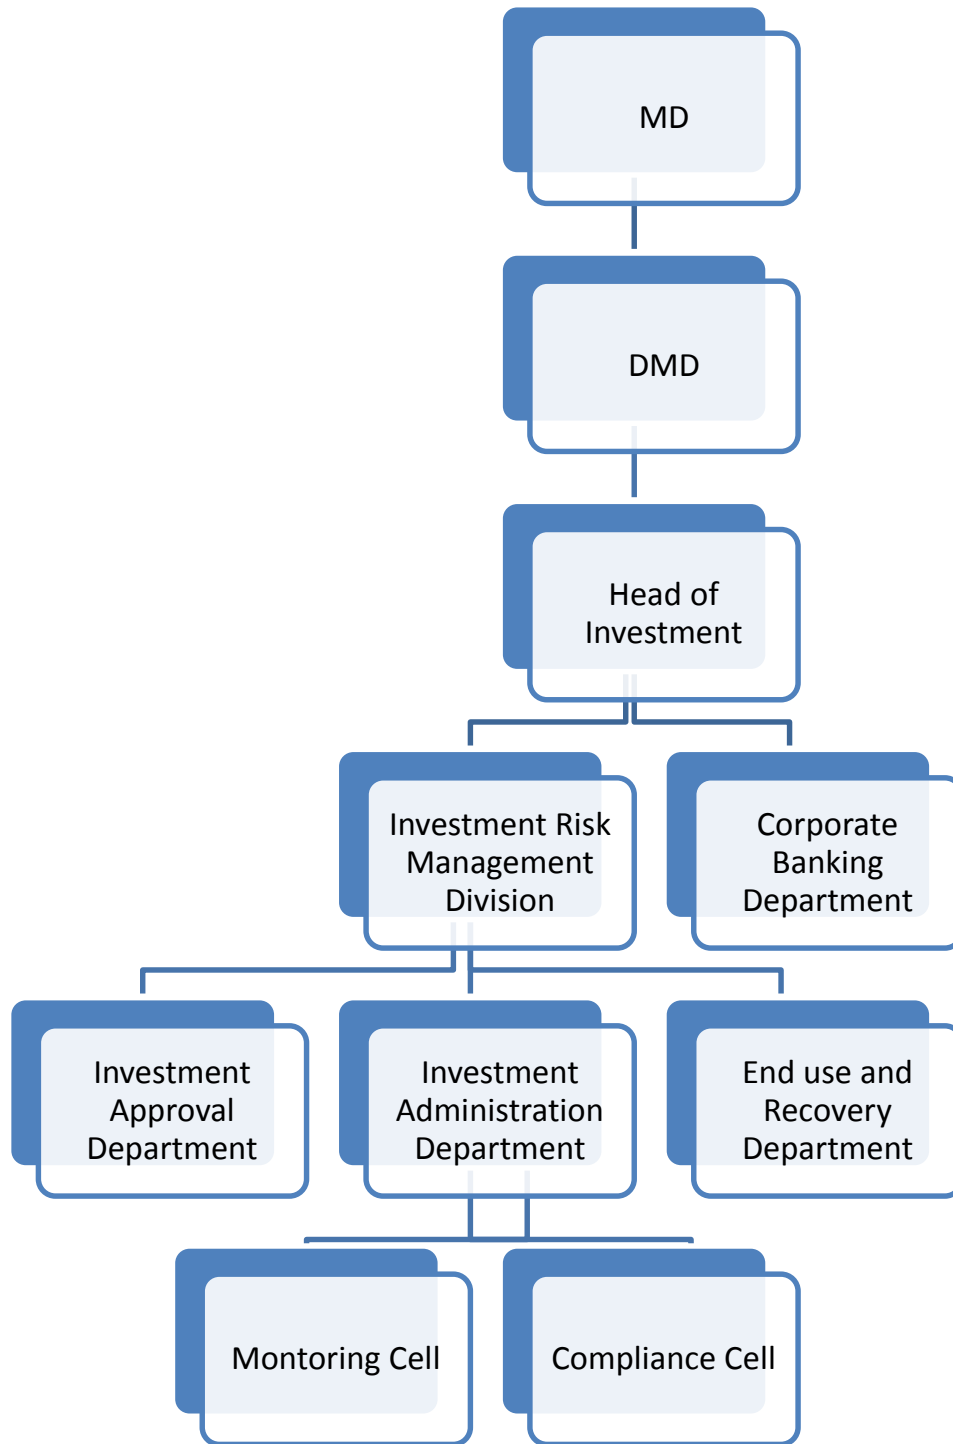 MD
DMD
Head of
Investment
Investment Risk
Management
Division
Corporate
Banking
Department
Investment
Approval
Department
Investment
Administration
Department
End use and
Recovery
Department
Montoring Cell
Compliance Cell